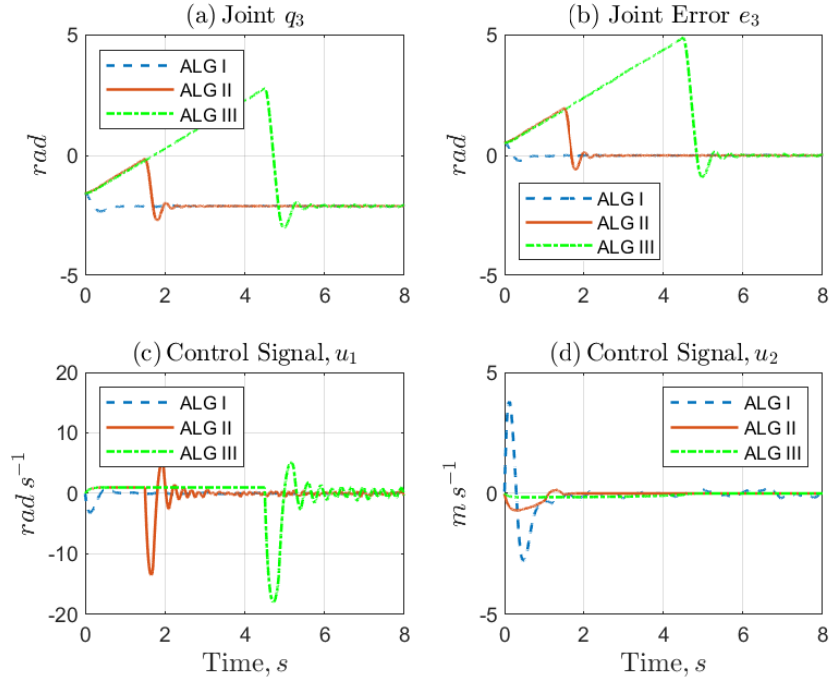 (a) Joint q₃
5
0
-5
rad
ALG I
ALG II
ALG III
0 2 4 6 8
(b) Joint Error e₃
5
0
-5
rad
ALG I
ALG II
ALG III
0 2 4 6 8
(c) Control Signal, u₁
20
10
0
-10
-20
rad s⁻¹
ALG I
ALG II
ALG III
0 2 4 6 8
Time, s
(d) Control Signal, u₂
5
0
-5
m s⁻¹
ALG I
ALG II
ALG III
0 2 4 6 8
Time, s